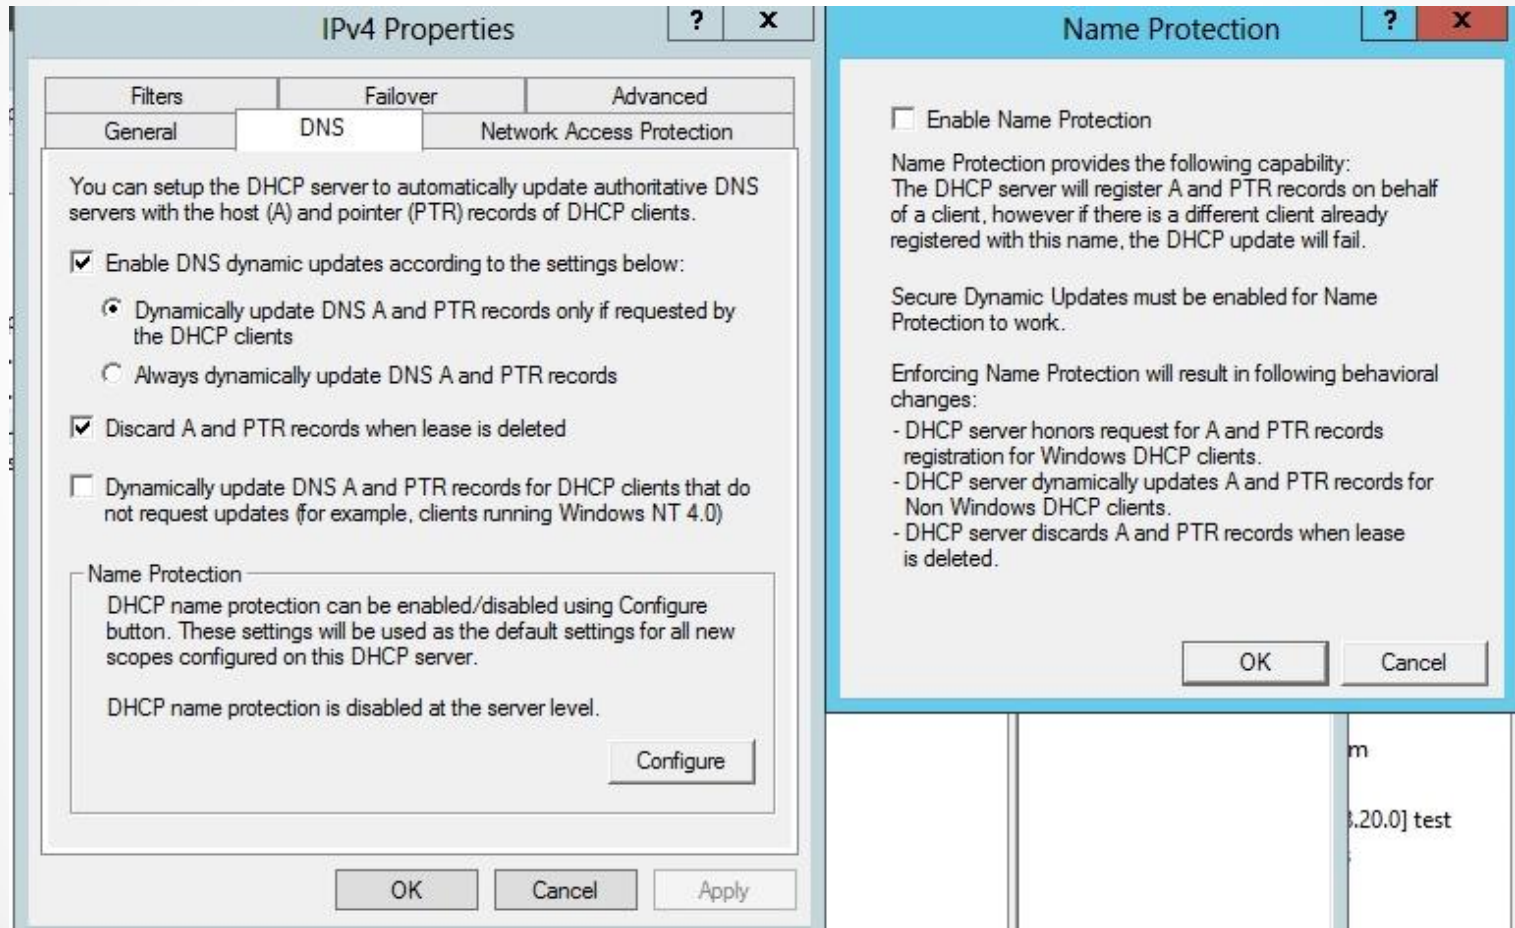 IPv4 Properties
? x
Filters
Failover
Advanced
General
DNS
Network Access Protection
You can setup the DHCP server to automatically update authoritative DNS
servers with the host (A) and pointer (PTR) records of DHCP clients.
Enable DNS dynamic updates according to the settings below:
Dynamically update DNS A and PTR records only if requested by
the DHCP clients
Always dynamically update DNS A and PTR records
Discard A and PTR records when lease is deleted
Dynamically update DNS A and PTR records for DHCP clients that do
not request updates (for example, clients running Windows NT 4.0)
Name Protection
DHCP name protection can be enabled/disabled using Configure
button. These settings will be used as the default settings for all new
scopes configured on this DHCP server.
DHCP name protection is disabled at the server level.
Configure
OK
Cancel
Apply
Name Protection
? x
Enable Name Protection
Name Protection provides the following capability:
The DHCP server will register A and PTR records on behalf
of a client, however if there is a different client already
registered with this name, the DHCP update will fail.
Secure Dynamic Updates must be enabled for Name
Protection to work.
Enforcing Name Protection will result in following behavioral
changes:
- DHCP server honors request for A and PTR records
registration for Windows DHCP clients.
- DHCP server dynamically updates A and PTR records for
Non Windows DHCP clients.
- DHCP server discards A and PTR records when lease
is deleted.
OK
Cancel
m
.20.0] test